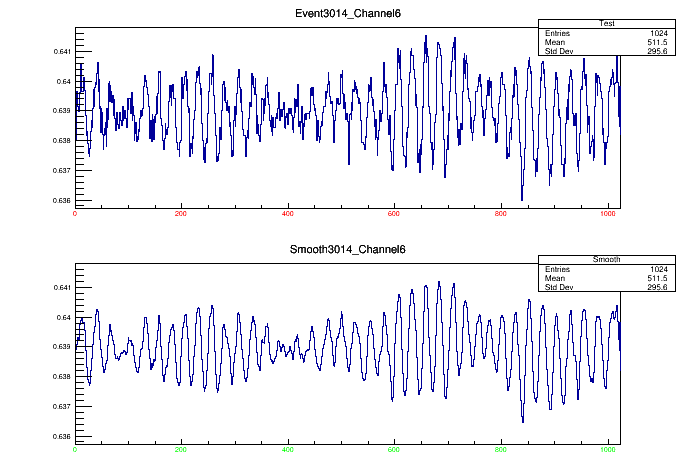 Event3014_Channel6
Test
Entries 1024
Mean 511.5
Std Dev 295.6
0.641
0.64
0.639
0.638
0.637
0.636
0 200 400 600 800 1000
Smooth3014_Channel6
Smooth
Entries 1024
Mean 511.5
Std Dev 295.6
0.641
0.64
0.639
0.638
0.637
0.636
0 200 400 600 800 1000